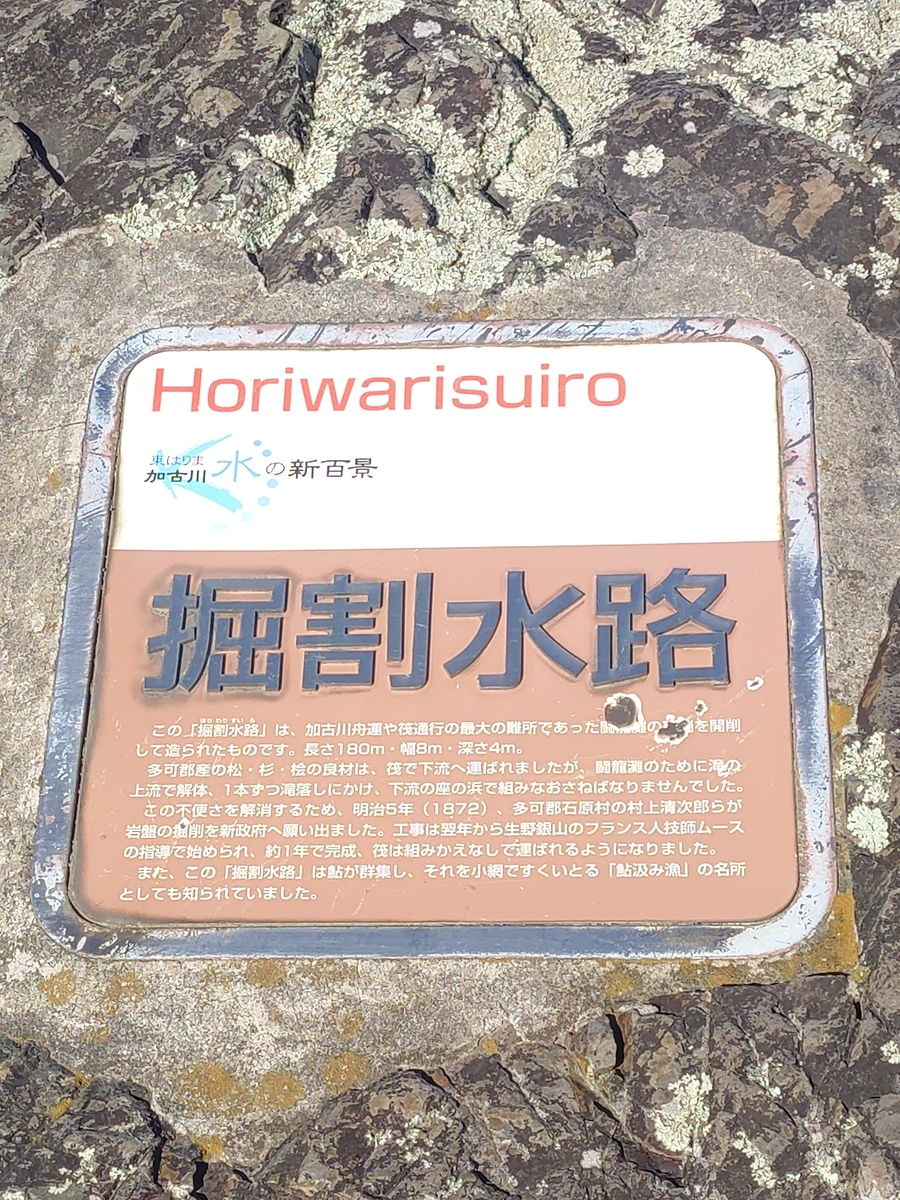 Horiwarisuiro
東はりま
加古川 水の新百景
掘割水路
ほり わり すい ろ
この「掘割水路」は、加古川舟運や筏通行の最大の難所であった闘龍灘の を開削
して造られたものです。長さ180m・幅8m・深さ4m。
多可郡産の松・杉・桧の良材は、筏で下流へ運ばれましたが、闘龍灘のために滝の
上流で解体、1本ずつ滝落しにかけ、下流の座の浜で組みなおさねばなりませんでした。
この不便さを解消するため、明治5年（1872）、多可郡石原村の村上清次郎らが
岩盤の掘削を新政府へ願い出ました。工事は翌年から生野銀山のフランス人技師ムース
の指導で始められ、約1年で完成、筏は組みかえなしで運ばれるようになりました。
また、この「掘割水路」は鮎が群集し、それを小網ですくいとる「鮎汲み漁」の名所
としても知られていました。